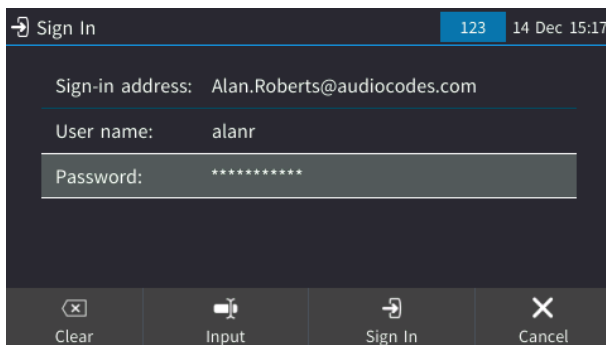 Sign In 123 14 Dec 15:17
Sign-in address: Alan.Roberts@audiocodes.com
User name: alanr
Password: ***********
Clear Input Sign In Cancel